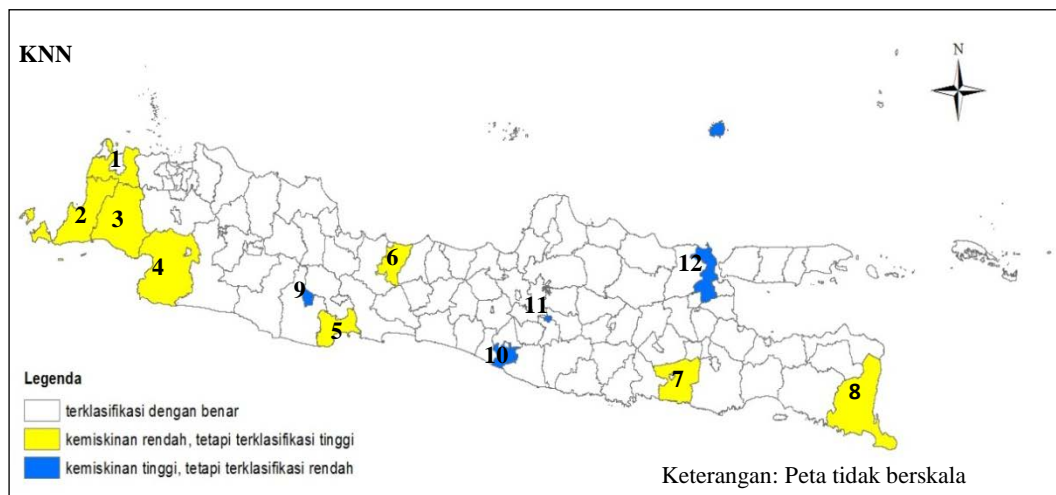 KNN
N
1
2
3
4
6
9
5
12
11
10
7
8
Legenda
terklasifikasi dengan benar
kemiskinan rendah, tetapi terklasifikasi tinggi
kemiskinan tinggi, tetapi terklasifikasi rendah
Keterangan: Peta tidak berskala